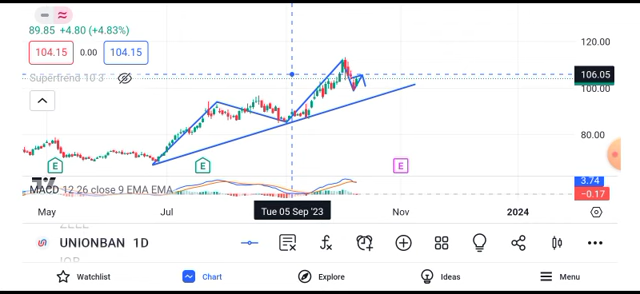 89.85 +4.80 (+4.83%)
104.15 0.00 104.15
Supertrend 10 3
120.00
106.05
100.00
80.00
E E E
MACD 12 26 close 9 EMA EMA
3.74
−0.17
May Jul Tue 05 Sep '23 Nov 2024
UNIONBAN 1D
Watchlist Chart Explore Ideas Menu